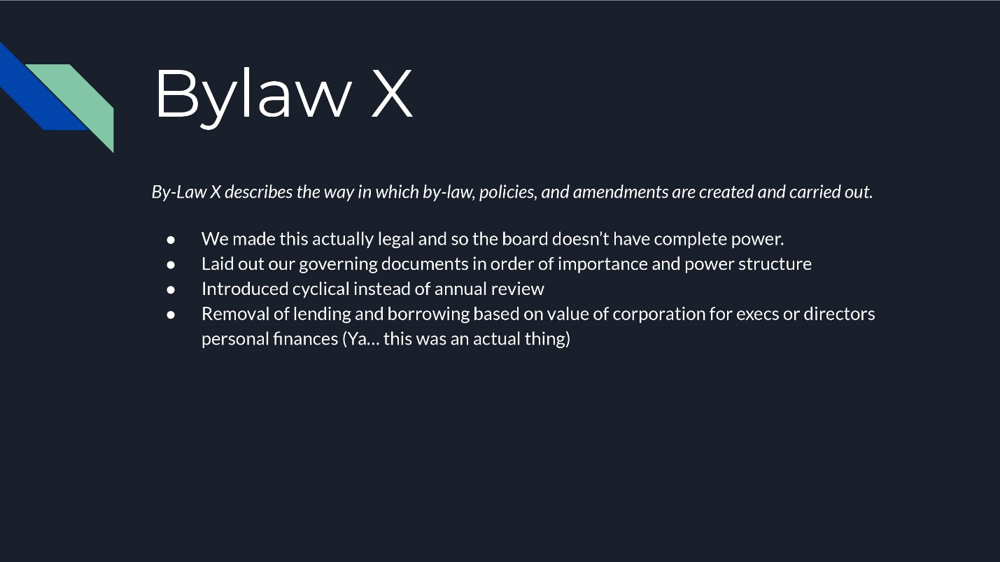 Bylaw X
By-Law X describes the way in which by-law, policies, and amendments are created and carried out.
● We made this actually legal and so the board doesn’t have complete power.
● Laid out our governing documents in order of importance and power structure
● Introduced cyclical instead of annual review
● Removal of lending and borrowing based on value of corporation for execs or directors
personal finances (Ya… this was an actual thing)